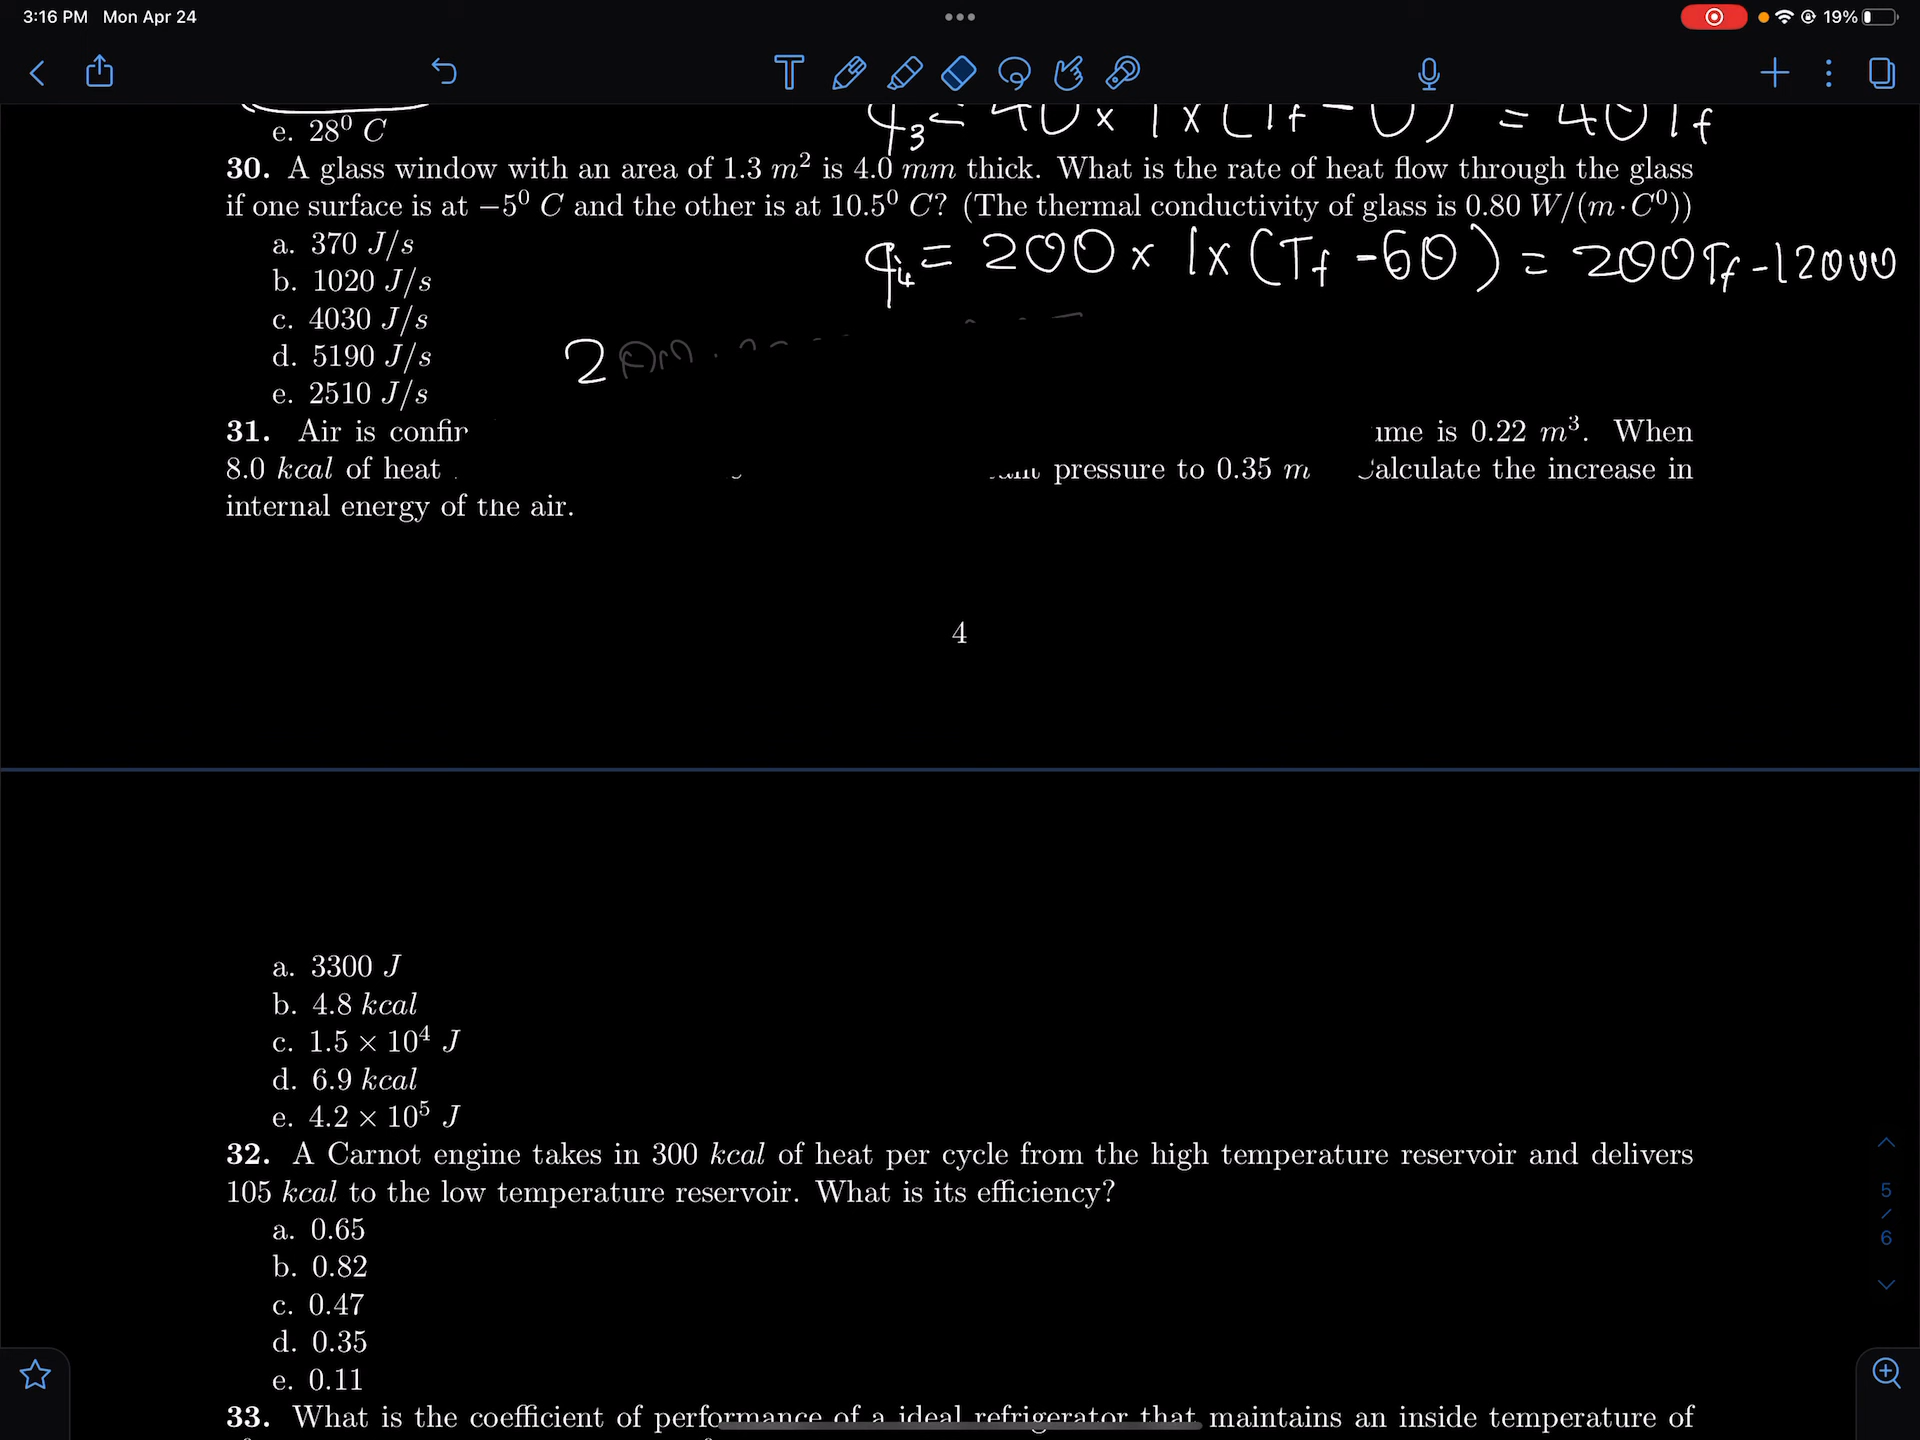 3:16 PM Mon Apr 24
19%
e. 28⁰ C
q₃ = 40 x 1 x (Tf - 0) = 40Tf
30. A glass window with an area of 1.3 m² is 4.0 mm thick. What is the rate of heat flow through the glass
if one surface is at −5⁰ C and the other is at 10.5⁰ C? (The thermal conductivity of glass is 0.80 W/(m·C⁰))
a. 370 J/s
q₄ = 200 x 1x (Tf - 60) = 200Tf - 12000
b. 1020 J/s
c. 4030 J/s
d. 5190 J/s
2
e. 2510 J/s
31. Air is is 0.22 m³. When
8.0 kcal of heat pressure to 0.35 m the increase in
internal energy of the air.
4
a. 3300 J
b. 4.8 kcal
c. 1.5 × 10⁴ J
d. 6.9 kcal
e. 4.2 × 10⁵ J
32. A Carnot engine takes in 300 kcal of heat per cycle from the high temperature reservoir and delivers
105 kcal to the low temperature reservoir. What is its efficiency?
5
/
6
a. 0.65
b. 0.82
c. 0.47
d. 0.35
e. 0.11
33. What is the coefficient of performance of a ideal refrigerator that maintains an inside temperature of